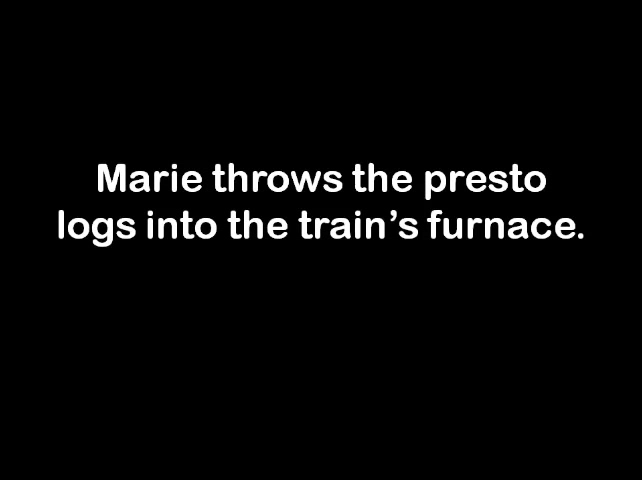 Marie throws the presto
logs into the train’s furnace.